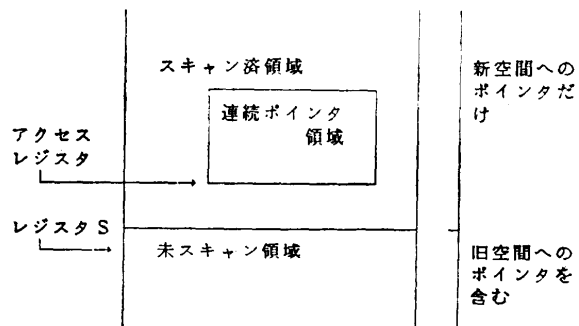 スキャン済領域
連続ポインタ
領域
アクセス
レジスタ
レジスタS
未スキャン領域
新空間への
ポインタだ
け
旧空間への
ポインタを
含む